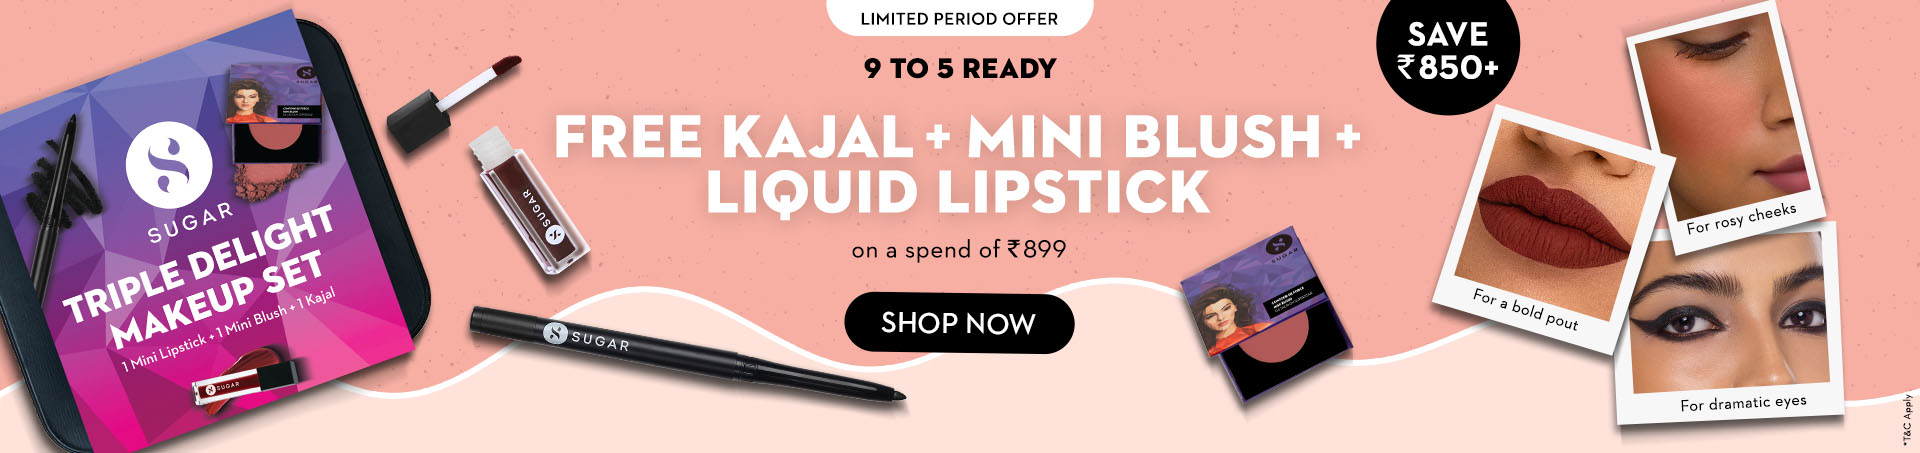 LIMITED PERIOD OFFER
9 TO 5 READY
FREE KAJAL + MINI BLUSH +
LIQUID LIPSTICK
on a spend of ₹899
SHOP NOW
SAVE
₹850+
SUGAR
TRIPLE DELIGHT
MAKEUP SET
1 Mini Lipstick + 1 Mini Blush + 1 Kajal
SUGAR
SUGAR
SUGAR
SUGAR
SUGAR
For rosy cheeks
For a bold pout
For dramatic eyes
*T&C Apply